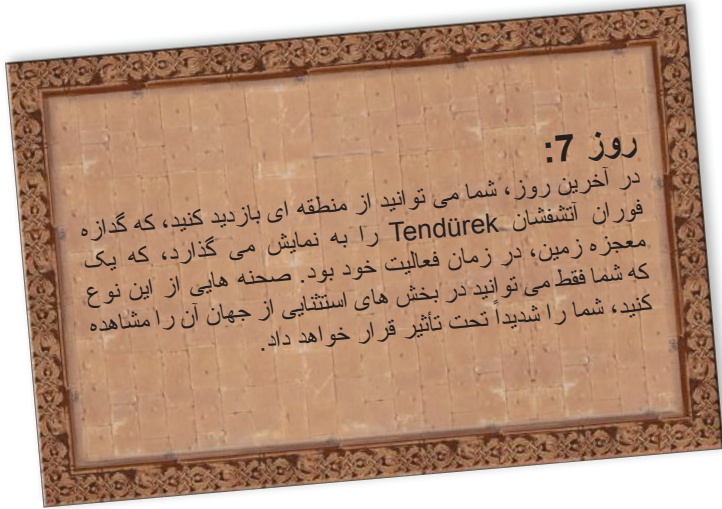 روز 7:
در آخرین روز، شما می توانید از منطقه ای بازدید کنید، که گدازه
فوران آتشفشان Tendürek را به نمایش می گذارد، که یک
معجزه زمین، در زمان فعالیت خود بود. صحنه هایی از این نوع
که شما فقط می توانید در بخش های استثنایی از جهان آن را مشاهده
کنید، شما را شدیداً تحت تأثیر قرار خواهد داد.